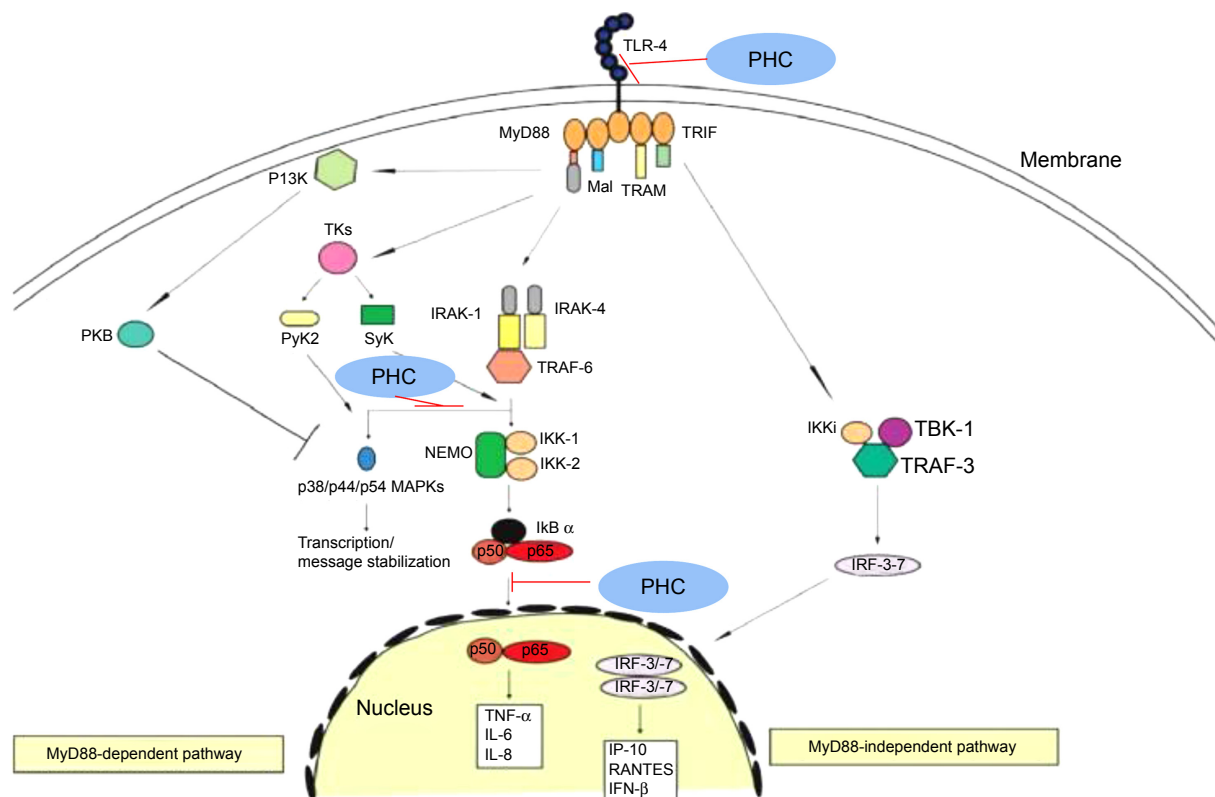 TLR-4
PHC
MyD88
TRIF
Membrane
P13K
Mal
TRAM
TKs
IRAK-1
IRAK-4
PKB
PyK2
SyK
TRAF-6
PHC
IKKi
TBK-1
NEMO
IKK-1
TRAF-3
IKK-2
p38/p44/p54 MAPKs
IkB α
Transcription/
message stabilization
p50
p65
IRF-3-7
PHC
p50
p65
IRF-3/-7
IRF-3/-7
Nucleus
TNF-α
IL-6
IL-8
MyD88-dependent pathway
MyD88-independent pathway
IP-10
RANTES
IFN-β